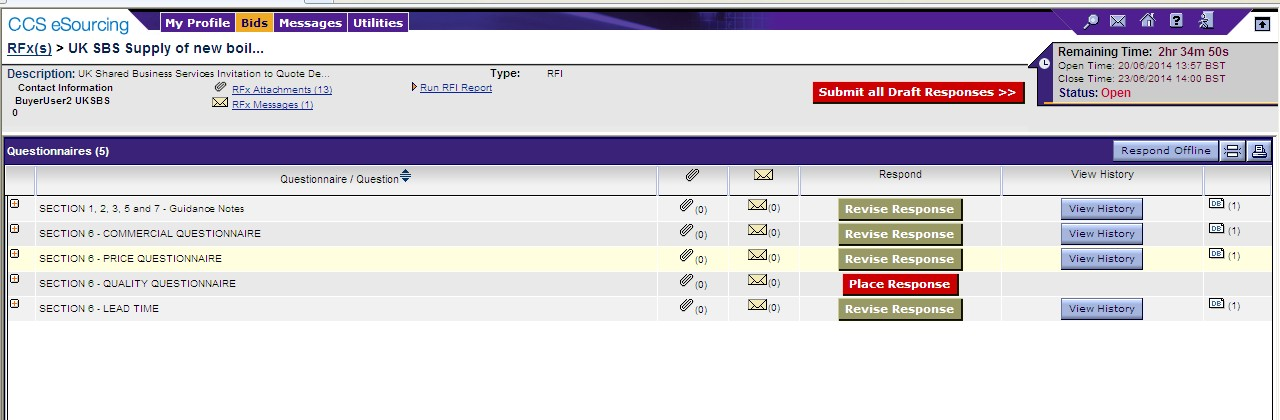 CCS eSourcing
My Profile Bids Messages Utilities
RFx(s) > UK SBS Supply of new boil...
Remaining Time: 2hr 34m 50s
Open Time: 20/06/2014 13:57 BST
Close Time: 23/06/2014 14:00 BST
Status: Open
Description: UK Shared Business Services Invitation to Quote De...
Type: RFI
Contact Information
BuyerUser2 UKSBS
0
RFx Attachments (13)
RFx Messages (1)
Run RFI Report
Submit all Draft Responses >>
Questionnaires (5) Respond Offline
Questionnaire / Question Respond View History
SECTION 1, 2, 3, 5 and 7 - Guidance Notes (0) (0) Revise Response View History DB (1)
SECTION 6 - COMMERCIAL QUESTIONNAIRE (0) (0) Revise Response View History DB (1)
SECTION 6 - PRICE QUESTIONNAIRE (0) (0) Revise Response View History DB (1)
SECTION 6 - QUALITY QUESTIONNAIRE (0) (0) Place Response
SECTION 6 - LEAD TIME (0) (0) Revise Response View History DB (1)